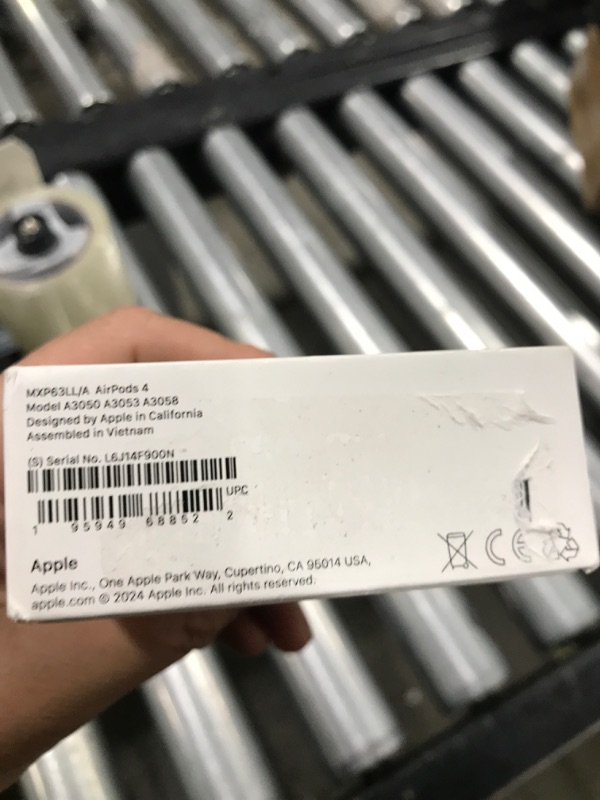 MXP63LL/A AirPods 4
Model A3050 A3053 A3058
Designed by Apple in California
Assembled in Vietnam
(S) Serial No. L6J14F900N
UPC
1 95949 68852 2
Apple
Apple Inc., One Apple Park Way, Cupertino, CA 95014 USA,
apple.com © 2024 Apple Inc. All rights reserved.